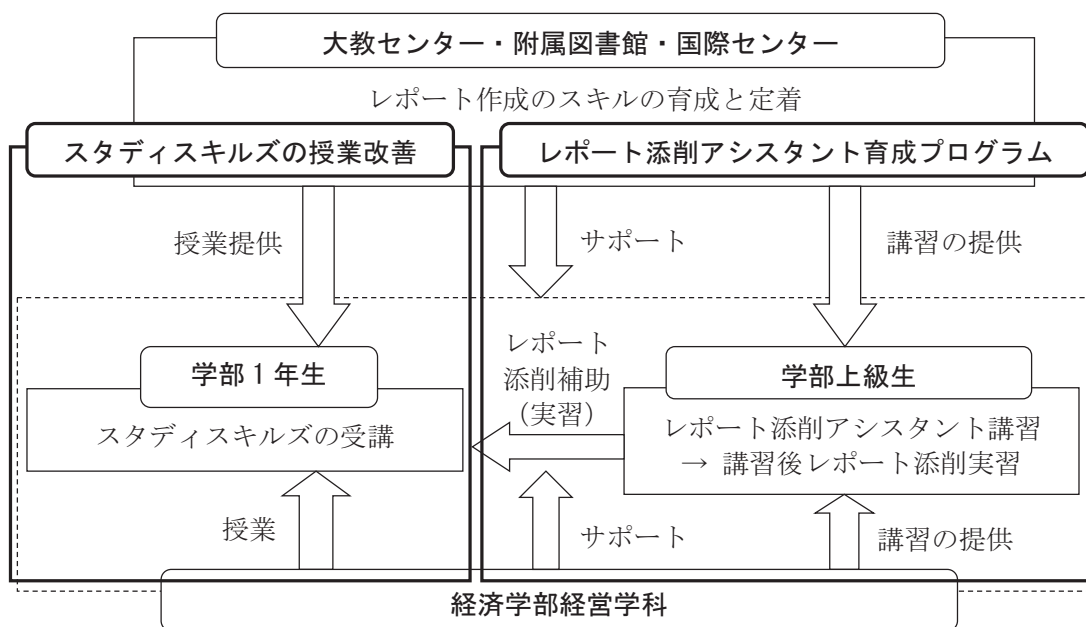 大教センター・附属図書館・国際センター
レポート作成のスキルの育成と定着
スタディスキルズの授業改善
レポート添削アシスタント育成プログラム
授業提供
サポート
講習の提供
学部1年生
スタディスキルズの受講
レポート
添削補助
(実習)
学部上級生
レポート添削アシスタント講習
→ 講習後レポート添削実習
授業
サポート
講習の提供
経済学部経営学科